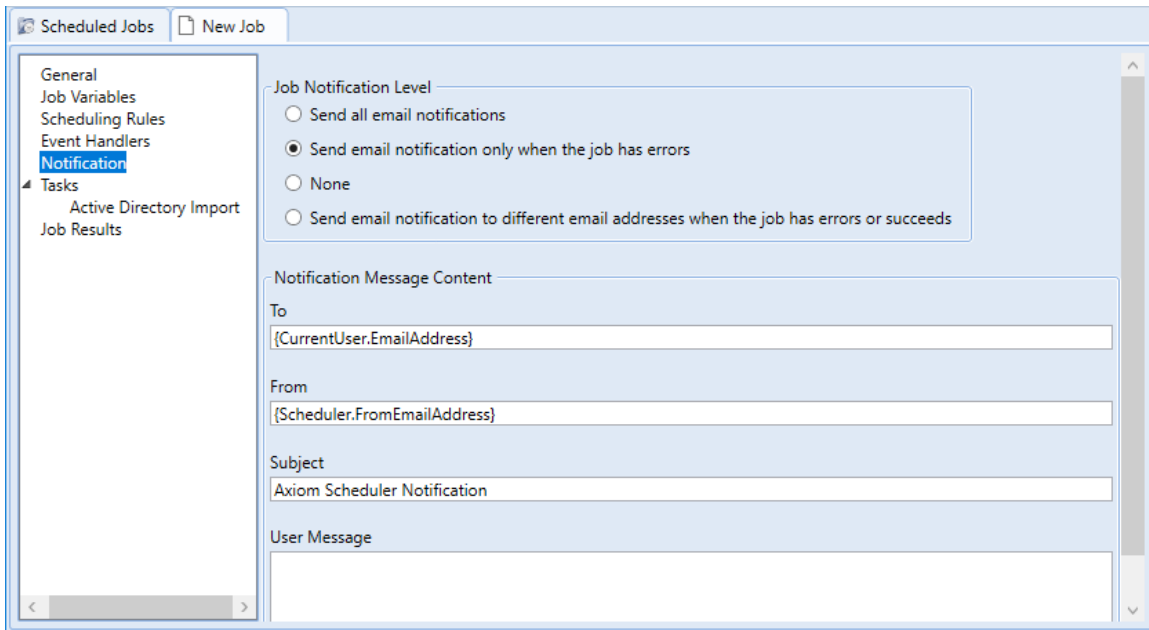 Scheduled Jobs
New Job
General
Job Variables
Scheduling Rules
Event Handlers
Notification
Tasks
Active Directory Import
Job Results
Job Notification Level
Send all email notifications
Send email notification only when the job has errors
None
Send email notification to different email addresses when the job has errors or succeeds
Notification Message Content
To
{CurrentUser.EmailAddress}
From
{Scheduler.FromEmailAddress}
Subject
Axiom Scheduler Notification
User Message